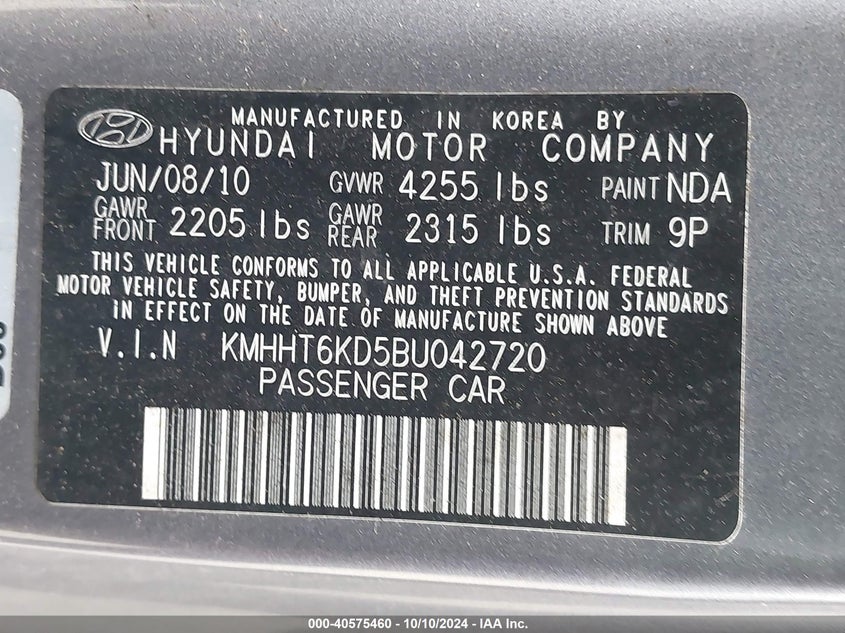 MANUFACTURED IN KOREA BY
HYUNDAI MOTOR COMPANY
JUN/08/10 GVWR 4255 lbs PAINT NDA
GAWR FRONT 2205 lbs GAWR REAR 2315 lbs TRIM 9P
THIS VEHICLE CONFORMS TO ALL APPLICABLE U.S.A. FEDERAL
MOTOR VEHICLE SAFETY, BUMPER, AND THEFT PREVENTION STANDARDS
IN EFFECT ON THE DATE OF MANUFACTURE SHOWN ABOVE
V.I.N KMHHT6KD5BU042720
PASSENGER CAR
000-40575460 - 10/10/2024 - IAA Inc.